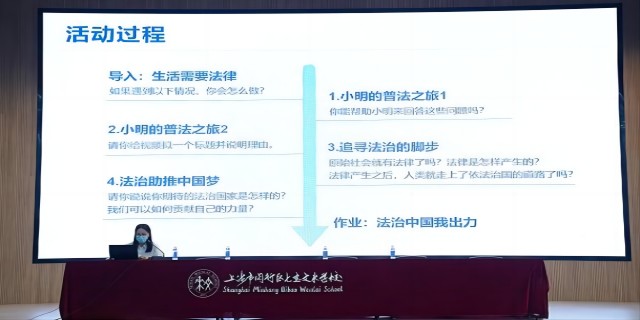 活动过程
导入：生活需要法律
如果遇到以下情况，你会怎么做？
1.小明的普法之旅1
你能帮助小明来回答这些问题吗？
2.小明的普法之旅2
请你给视频拟一个标题并说明理由。
3.追寻法治的脚步
原始社会就有法律了吗？法律是怎样产生的？
法律产生之后，人类就走上了依法治国的道路了吗？
4.法治助推中国梦
请你说说你期待的法治国家是怎样的？
我们可以如何贡献自己的力量？
作业：法治中国我出力
上海市闵行区七宝文来学校
Shanghai Minhang Qibao Wenlai School